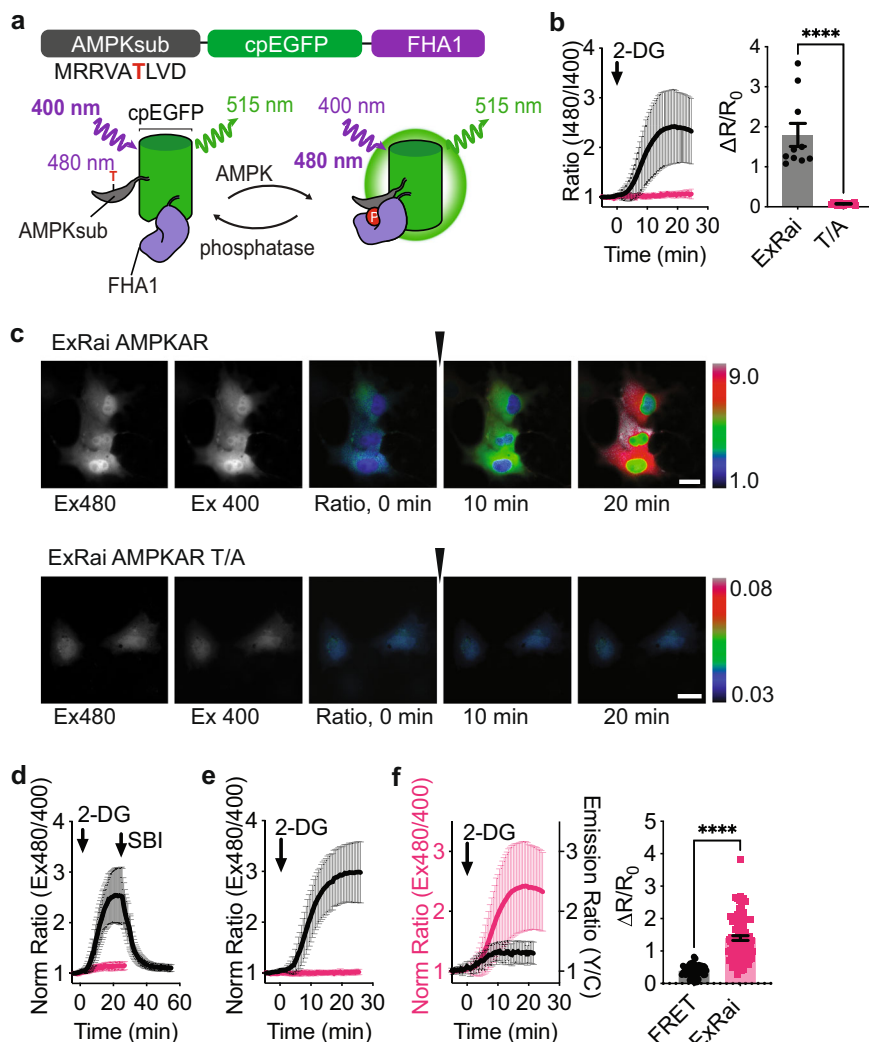 a
AMPKsub cpEGFP FHA1
MRRVATLVD
400 nm cpEGFP 515 nm
480 nm
T
AMPKsub
FHA1
AMPK
phosphatase
400 nm 515 nm
480 nm
P
b
2-DG
Ratio (I480/I400)
4
3
2
1
0 10 20 30
Time (min)
****
ΔR/R0
4
3
2
1
0
ExRai T/A
c
ExRai AMPKAR
Ex480 Ex 400 Ratio, 0 min 10 min 20 min
9.0
1.0
ExRai AMPKAR T/A
Ex480 Ex 400 Ratio, 0 min 10 min 20 min
0.08
0.03
d
Norm Ratio (Ex480/400)
2-DG
SBI
4
3
2
1
0 20 40 60
Time (min)
e
Norm Ratio (Ex480/400)
2-DG
4
3
2
1
0 10 20 30
Time (min)
f
Norm Ratio (Ex480/400)
2-DG
3
2
1
0 10 20 30
Time (min)
Emission Ratio (Y/C)
3
2
1
****
ΔR/R0
5
4
3
2
1
0
FRET ExRai